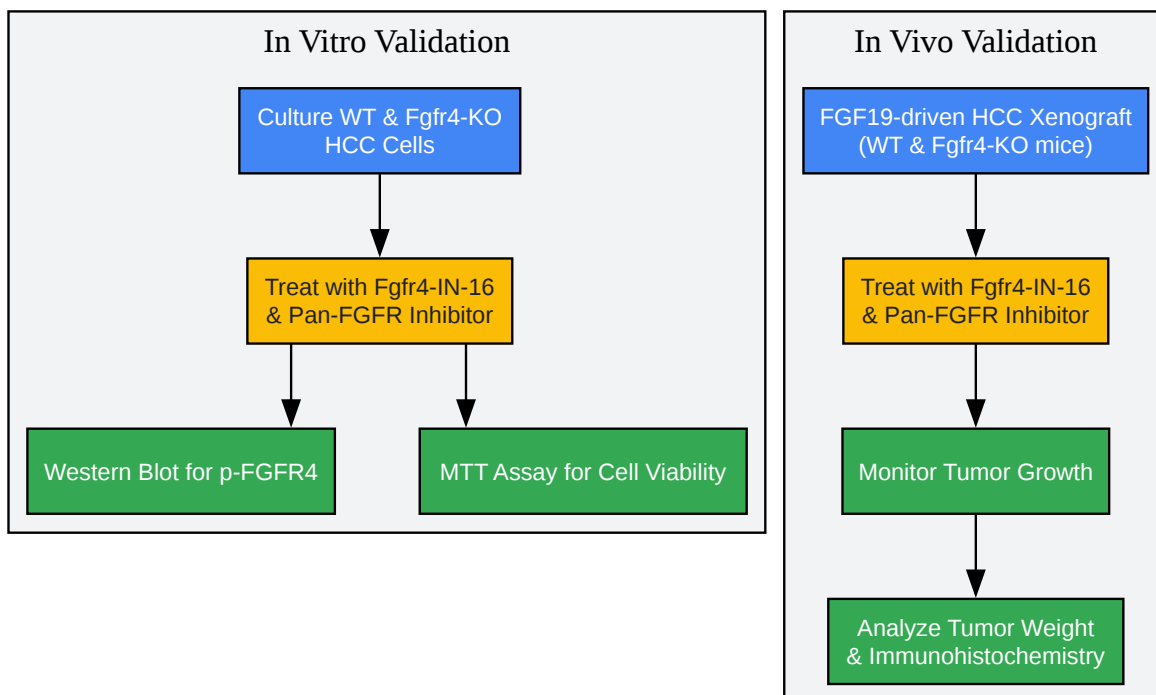 In Vitro Validation
Culture WT & Fgfr4-KO
HCC Cells
Treat with Fgfr4-IN-16
& Pan-FGFR Inhibitor
Western Blot for p-FGFR4
MTT Assay for Cell Viability
In Vivo Validation
FGF19-driven HCC Xenograft
(WT & Fgfr4-KO mice)
Treat with Fgfr4-IN-16
& Pan-FGFR Inhibitor
Monitor Tumor Growth
Analyze Tumor Weight
& Immunohistochemistry